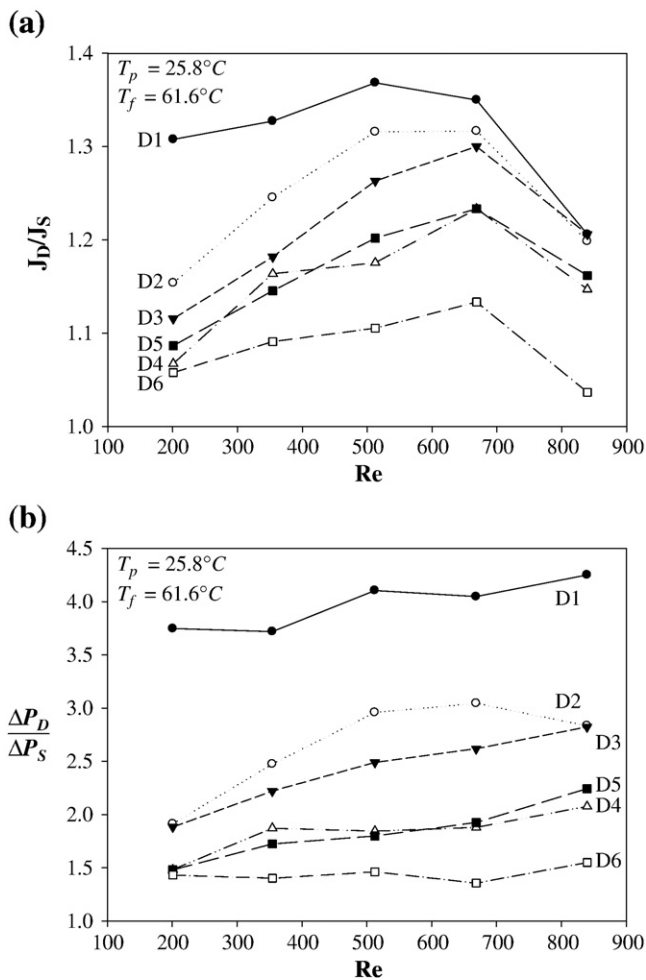 (a)
T_p = 25.8°C
T_f = 61.6°C
J_D/J_S
1.4
1.3
1.2
1.1
1.0
D1
D2
D3
D5
D4
D6
100 200 300 400 500 600 700 800 900
Re
(b)
T_p = 25.8°C
T_f = 61.6°C
ΔP_D
ΔP_S
4.5
4.0
3.5
3.0
2.5
2.0
1.5
1.0
D1
D2
D3
D5
D4
D6
100 200 300 400 500 600 700 800 900
Re